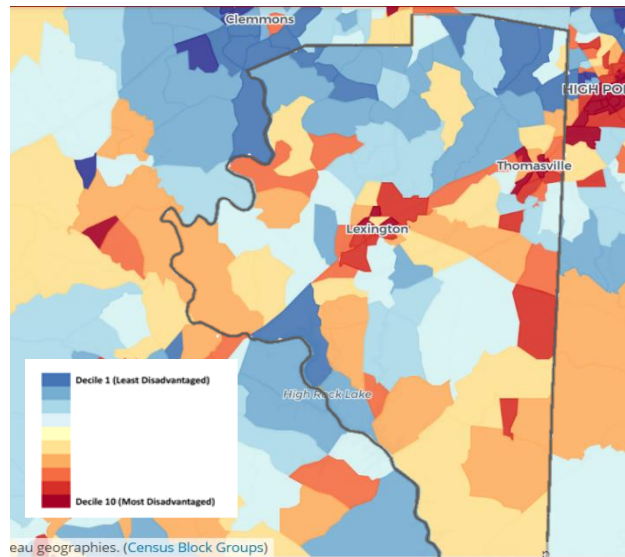 Clemmons
HIGH PO
Thomasville
Lexington
High Rock Lake
Decile 1 (Least Disadvantaged)
Decile 10 (Most Disadvantaged)
eau geographies. (Census Block Groups)